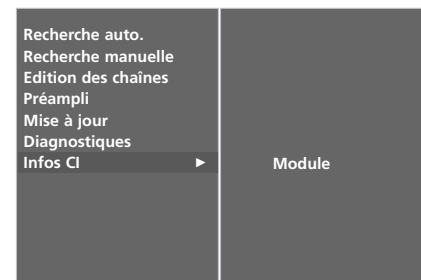 Recherche auto.
Recherche manuelle
Edition des chaînes
Préampli
Mise à jour
Diagnostiques
Infos CI ►
Module